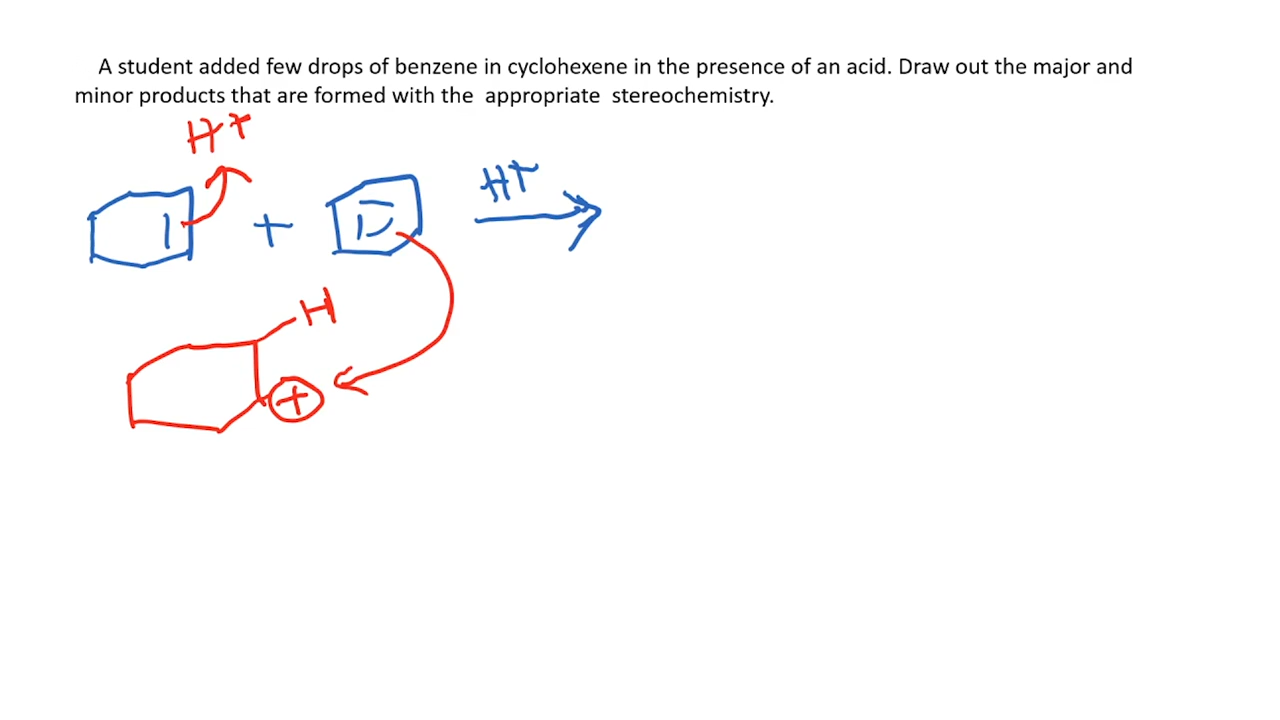 A student added few drops of benzene in cyclohexene in the presence of an acid. Draw out the major and
minor products that are formed with the appropriate stereochemistry.
H+
+
H+
H
+